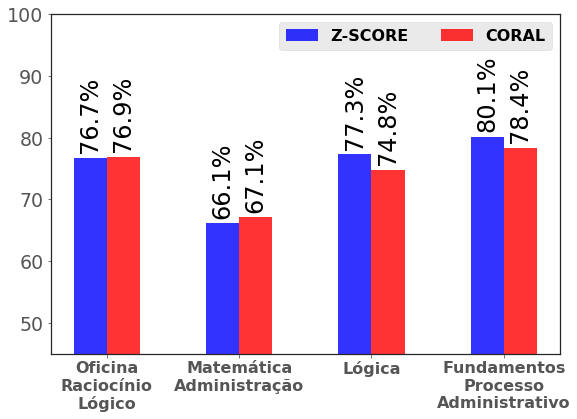 Z-SCORE CORAL
100
90
80
70
60
50
76.7%
76.9%
66.1%
67.1%
77.3%
74.8%
80.1%
78.4%
Oficina
Raciocínio
Lógico
Matemática
Administração
Lógica
Fundamentos
Processo
Administrativo